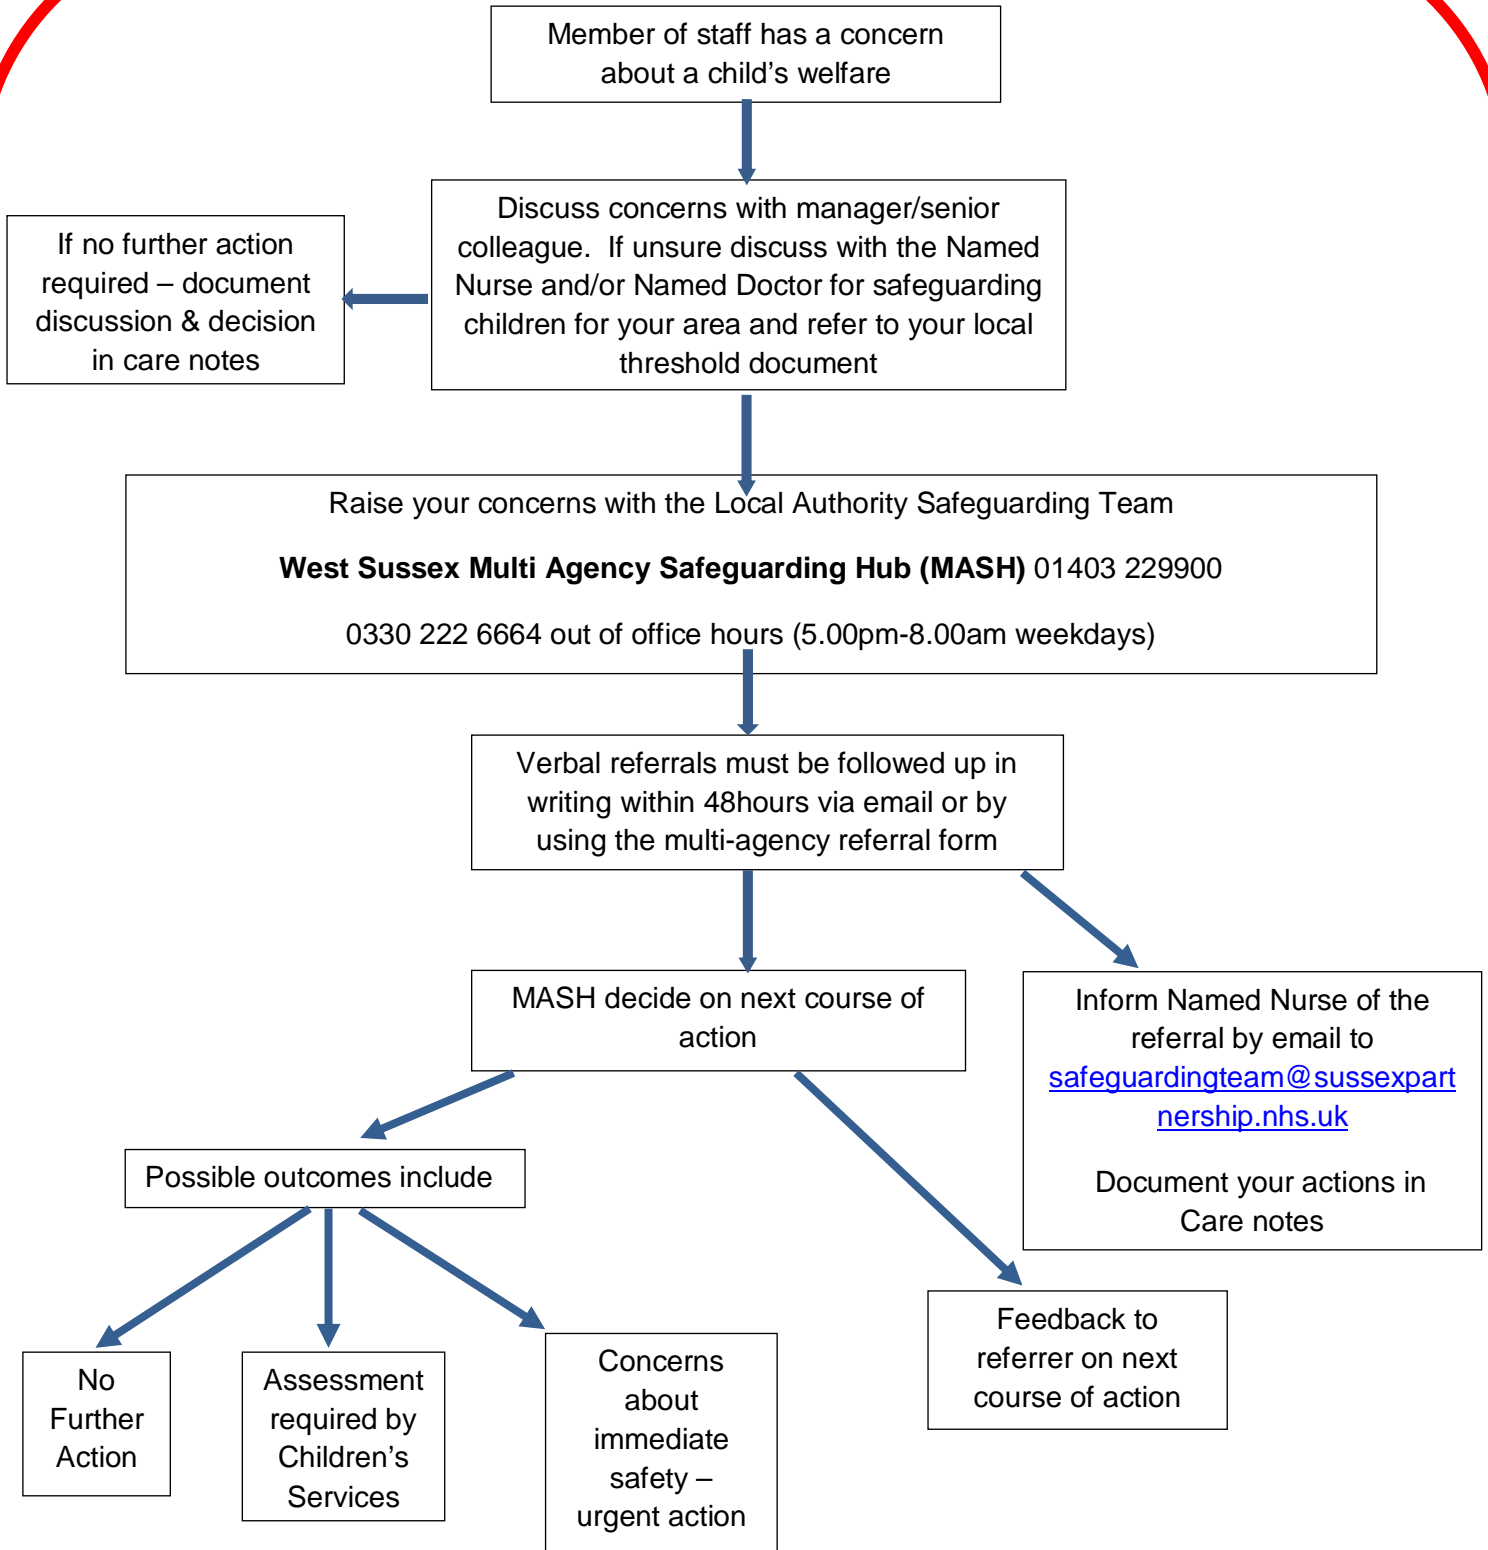 Member of staff has a concern
about a child’s welfare
Discuss concerns with manager/senior
colleague.  If unsure discuss with the Named
Nurse and/or Named Doctor for safeguarding
children for your area and refer to your local
threshold document
If no further action
required – document
discussion & decision
in care notes
Raise your concerns with the Local Authority Safeguarding Team
West Sussex Multi Agency Safeguarding Hub (MASH) 01403 229900
0330 222 6664 out of office hours (5.00pm-8.00am weekdays)
Verbal referrals must be followed up in
writing within 48hours via email or by
using the multi-agency referral form
MASH decide on next course of
action
Inform Named Nurse of the
referral by email to
safeguardingteam@sussexpart
nership.nhs.uk
Document your actions in
Care notes
Possible outcomes include
Feedback to
referrer on next
course of action
No
Further
Action
Assessment
required by
Children’s
Services
Concerns
about
immediate
safety –
urgent action